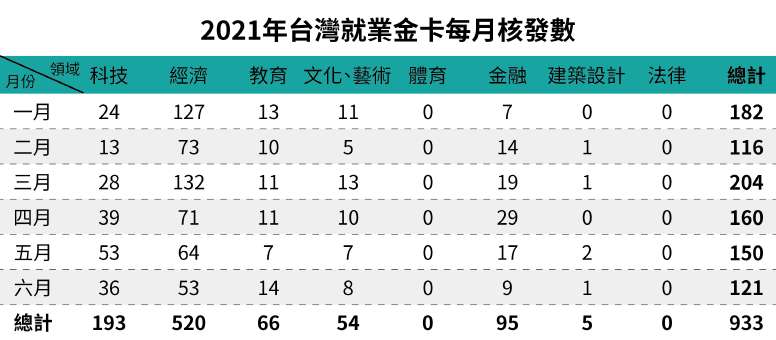 2021年台灣就業金卡每月核發數
領域 月份 科技 經濟 教育 文化、藝術 體育 金融 建築設計 法律 總計
一月 24 127 13 11 0 7 0 0 182
二月 13 73 10 5 0 14 1 0 116
三月 28 132 11 13 0 19 1 0 204
四月 39 71 11 10 0 29 0 0 160
五月 53 64 7 7 0 17 2 0 150
六月 36 53 14 8 0 9 1 0 121
總計 193 520 66 54 0 95 5 0 933